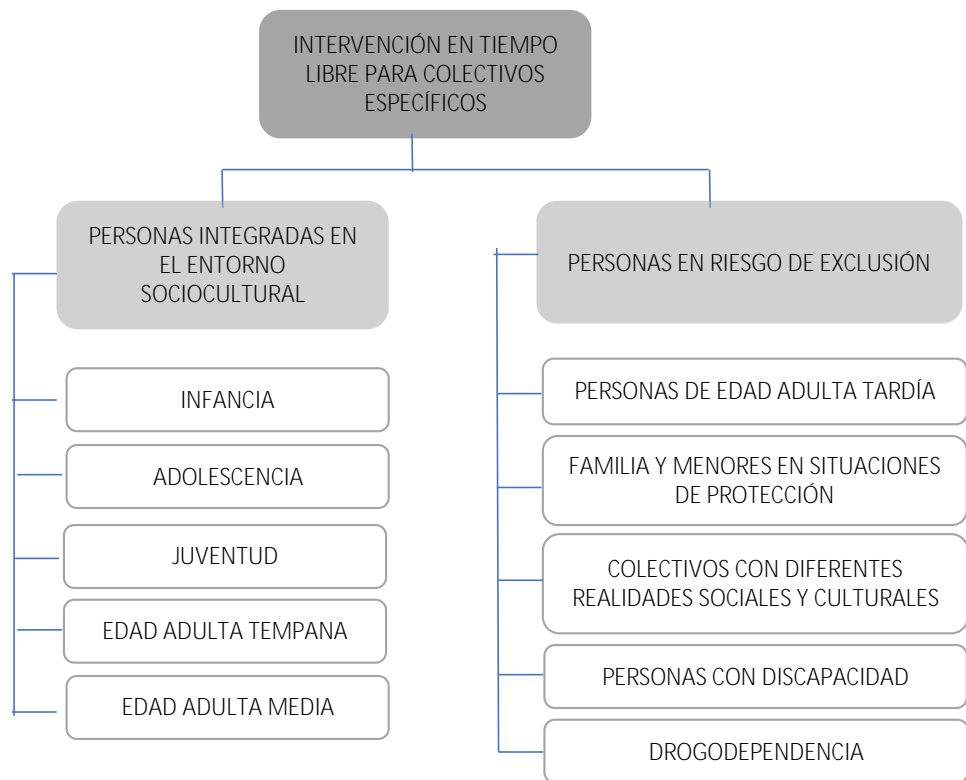 INTERVENCIÓN EN TIEMPO
LIBRE PARA COLECTIVOS
ESPECÍFICOS
PERSONAS INTEGRADAS EN
EL ENTORNO
SOCIOCULTURAL
INFANCIA
ADOLESCENCIA
JUVENTUD
EDAD ADULTA TEMPANA
EDAD ADULTA MEDIA
PERSONAS EN RIESGO DE EXCLUSIÓN
PERSONAS DE EDAD ADULTA TARDÍA
FAMILIA Y MENORES EN SITUACIONES
DE PROTECCIÓN
COLECTIVOS CON DIFERENTES
REALIDADES SOCIALES Y CULTURALES
PERSONAS CON DISCAPACIDAD
DROGODEPENDENCIA